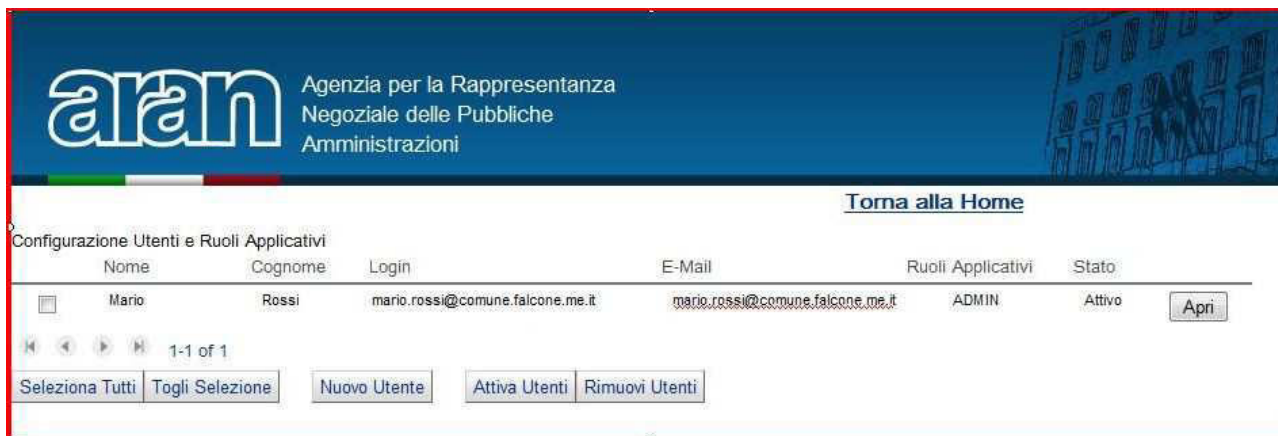 aran
Agenzia per la Rappresentanza
Negoziale delle Pubbliche
Amministrazioni
Torna alla Home
Configurazione Utenti e Ruoli Applicativi
Nome Cognome Login E-Mail Ruoli Applicativi Stato
Mario Rossi mario.rossi@comune.falcone.me.it mario.rossi@comune.falcone.me.it ADMIN Attivo Apri
1-1 of 1
Seleziona Tutti Togli Selezione Nuovo Utente Attiva Utenti Rimuovi Utenti